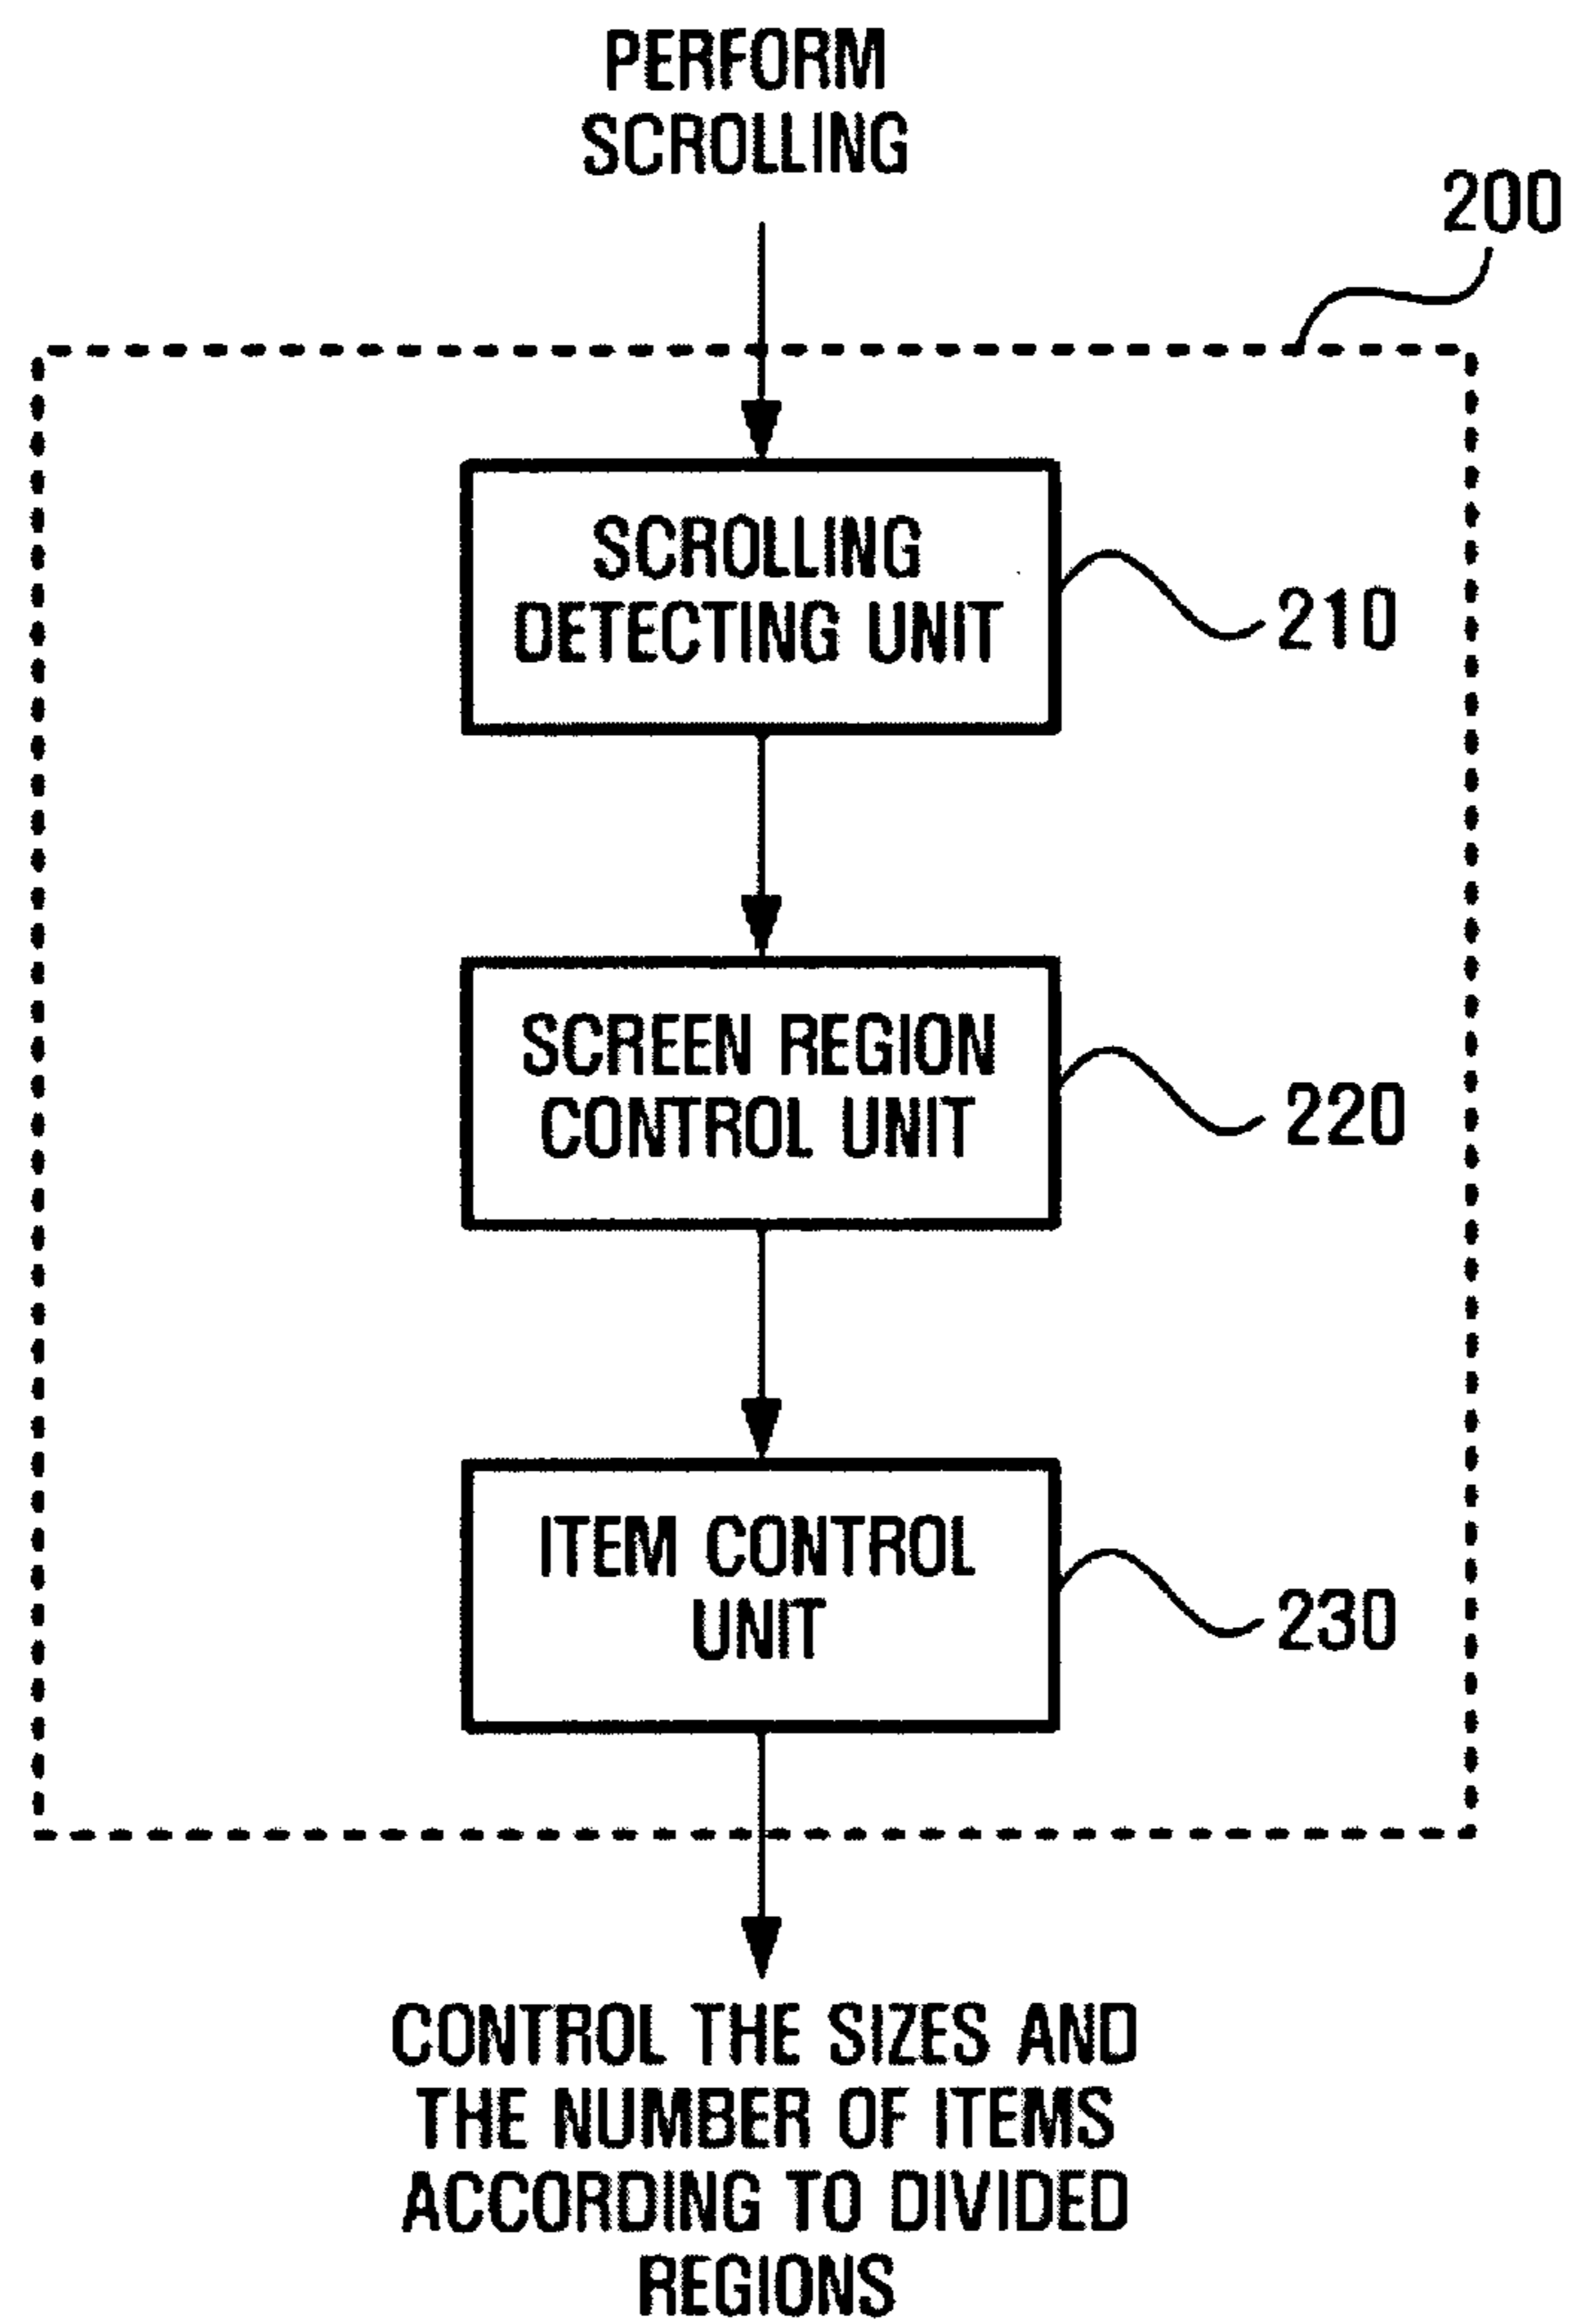 PERFORM
SCROLLING
200
SCROLLING
DETECTING UNIT
210
SCREEN REGION
CONTROL UNIT
220
ITEM CONTROL
UNIT
230
CONTROL THE SIZES AND
THE NUMBER OF ITEMS
ACCORDING TO DIVIDED
REGIONS